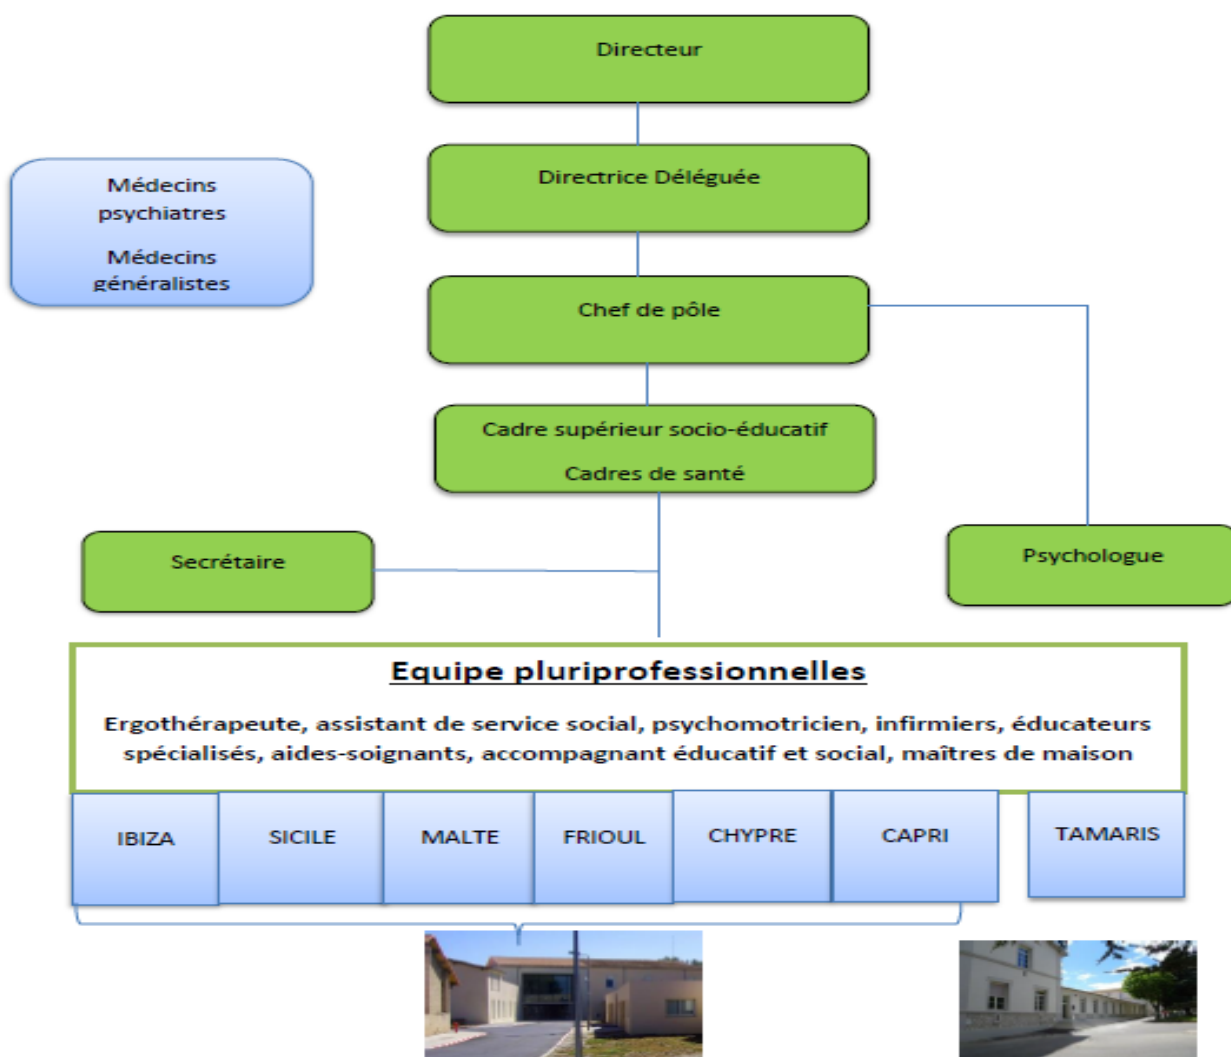 Directeur
Médecins
psychiatres
Médecins
généralistes
Directrice Déléguée
Chef de pôle
Cadre supérieur socio-éducatif
Cadres de santé
Secrétaire
Psychologue
Equipe pluriprofessionnelles
Ergothérapeute, assistant de service social, psychomotricien, infirmiers, éducateurs
spécialisés, aides-soignants, accompagnant éducatif et social, maîtres de maison
IBIZA
SICILE
MALTE
FRIOUL
CHYPRE
CAPRI
TAMARIS